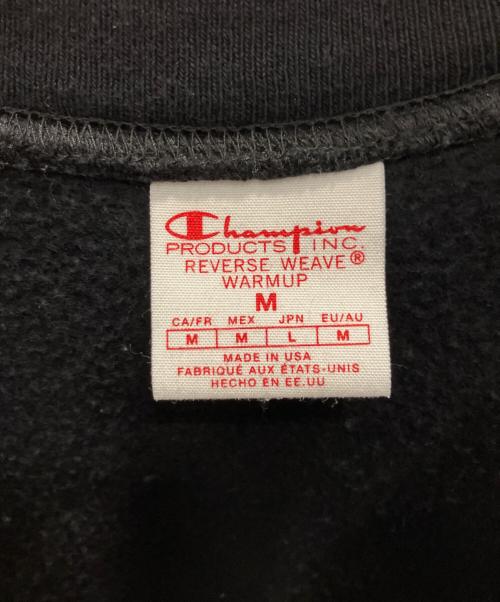 Champion
PRODUCTS INC.
REVERSE WEAVE®
WARMUP
M
CA/FR MEX JPN EU/AU
M M L M
MADE IN USA
FABRIQUÉ AUX ÉTATS-UNIS
HECHO EN EE.UU